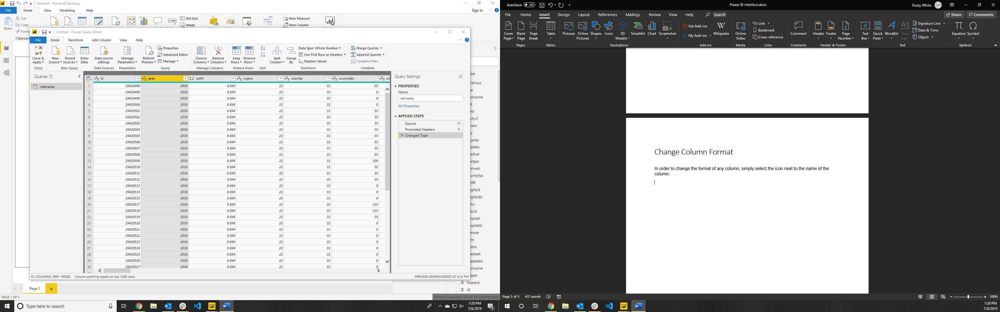 Untitled - Power BI Desktop
File Home View Modeling Help Sign in
Paste Cut Copy Text box Image New Measure New Column
Clipboard
Untitled - Power Query Editor
File Home Transform Add Column View Help
Close & Apply New Source Recent Sources Enter Data Data source settings Manage Parameters Refresh Preview Properties Advanced Editor Manage Choose Columns Remove Columns Keep Rows Remove Rows Split Column Group By Data Type: Whole Number Use First Row as Headers Replace Values Merge Queries Append Queries Combine Files
Close New Query Data Sources Parameters Query Manage Columns Reduce Rows Sort Transform Combine
Queries [1]
nebraska
id year cpi99 region statefip countyfips
1 29420496 2016 0.694 22 31 55
2 29420498 2016 0.694 22 31 0
3 29420499 2016 0.694 22 31 0
4 29420500 2016 0.694 22 31 0
5 29420501 2016 0.694 22 31 55
6 29420502 2016 0.694 22 31 55
7 29420503 2016 0.694 22 31 55
8 29420504 2016 0.694 22 31 55
9 29420505 2016 0.694 22 31 55
10 29420506 2016 0.694 22 31 55
11 29420507 2016 0.694 22 31 55
12 29420508 2016 0.694 22 31 55
13 29420509 2016 0.694 22 31 109
14 29420510 2016 0.694 22 31 55
15 29420511 2016 0.694 22 31 55
16 29420512 2016 0.694 22 31 55
17 29420513 2016 0.694 22 31 0
18 29420514 2016 0.694 22 31 0
19 29420515 2016 0.694 22 31 0
20 29420517 2016 0.694 22 31 153
21 29420518 2016 0.694 22 31 153
22 29420519 2016 0.694 22 31 55
23 29420520 2016 0.694 22 31 0
24 29420521 2016 0.694 22 31 0
25 29420522 2016 0.694 22 31 0
26 29420523 2016 0.694 22 31 0
27 29420524 2016 0.694 22 31 0
28 29420525 2016 0.694 22 31 0
29 29420526 2016 0.694 22 31 0
30 29420527 2016 0.694 22 31 0
61 COLUMNS, 999+ ROWS Column profiling based on top 1000 rows
PREVIEW DOWNLOADED AT 4:12 PM
Query Settings
PROPERTIES
Name
nebraska
All Properties
APPLIED STEPS
Source
Promoted Headers
Changed Type
hispand
id
Page 1
PAGE 1 OF 1
UPDATE AVAILABLE (CLICK TO DOWNLOAD)
Type here to search
1:28 PM
7/8/2019
AutoSave Off
Power BI Interface.docx
Dusty White DW
File Home Insert Design Layout References Mailings Review View Help Search Share Comments
Cover Page Blank Page Page Break Table Pictures Online Pictures Shapes Icons 3D Models SmartArt Chart Screenshot Get Add-ins My Add-ins Wikipedia Online Video Link Bookmark Cross-reference Comment Header Footer Page Number Text Box Quick Parts WordArt Drop Cap Signature Line Date & Time Object Equation Symbol
Pages Tables Illustrations Add-ins Media Links Comments Header & Footer Text Symbols
Change Column Format
In order to change the format of any column, simply select the icon next to the name of the
column:
Page 5 of 5 437 words
100%
1:28 PM
7/8/2019